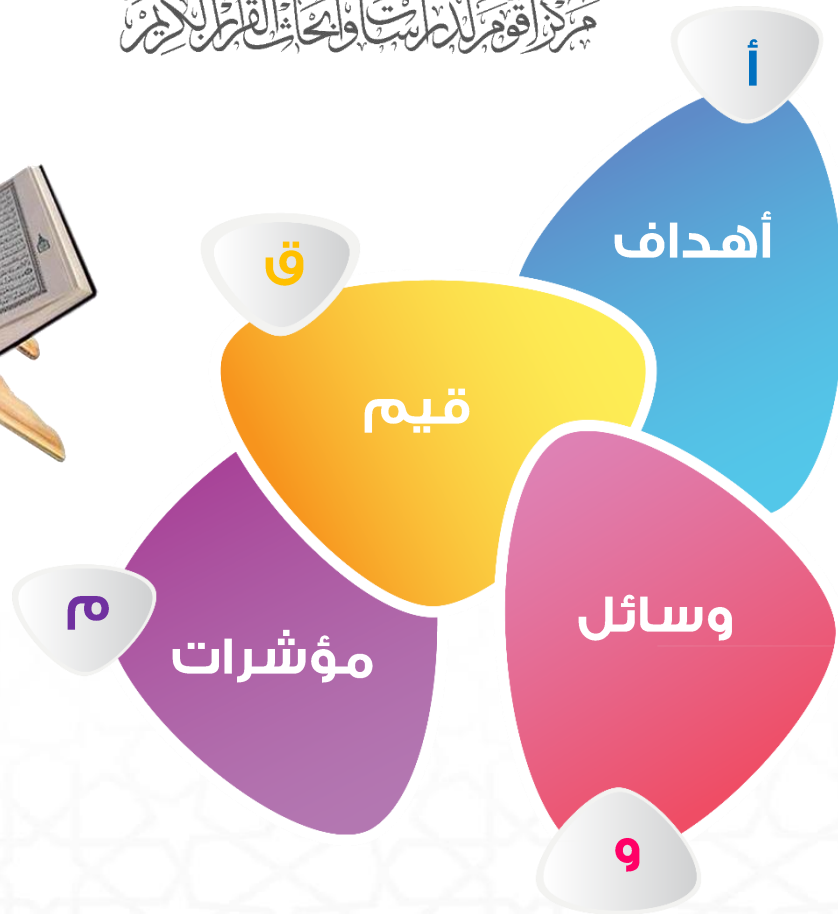 مركز أقوم لدراسات وأبحاث القرآن الكريم
أ
أهداف
ق
قيم
و
وسائل
م
مؤشرات